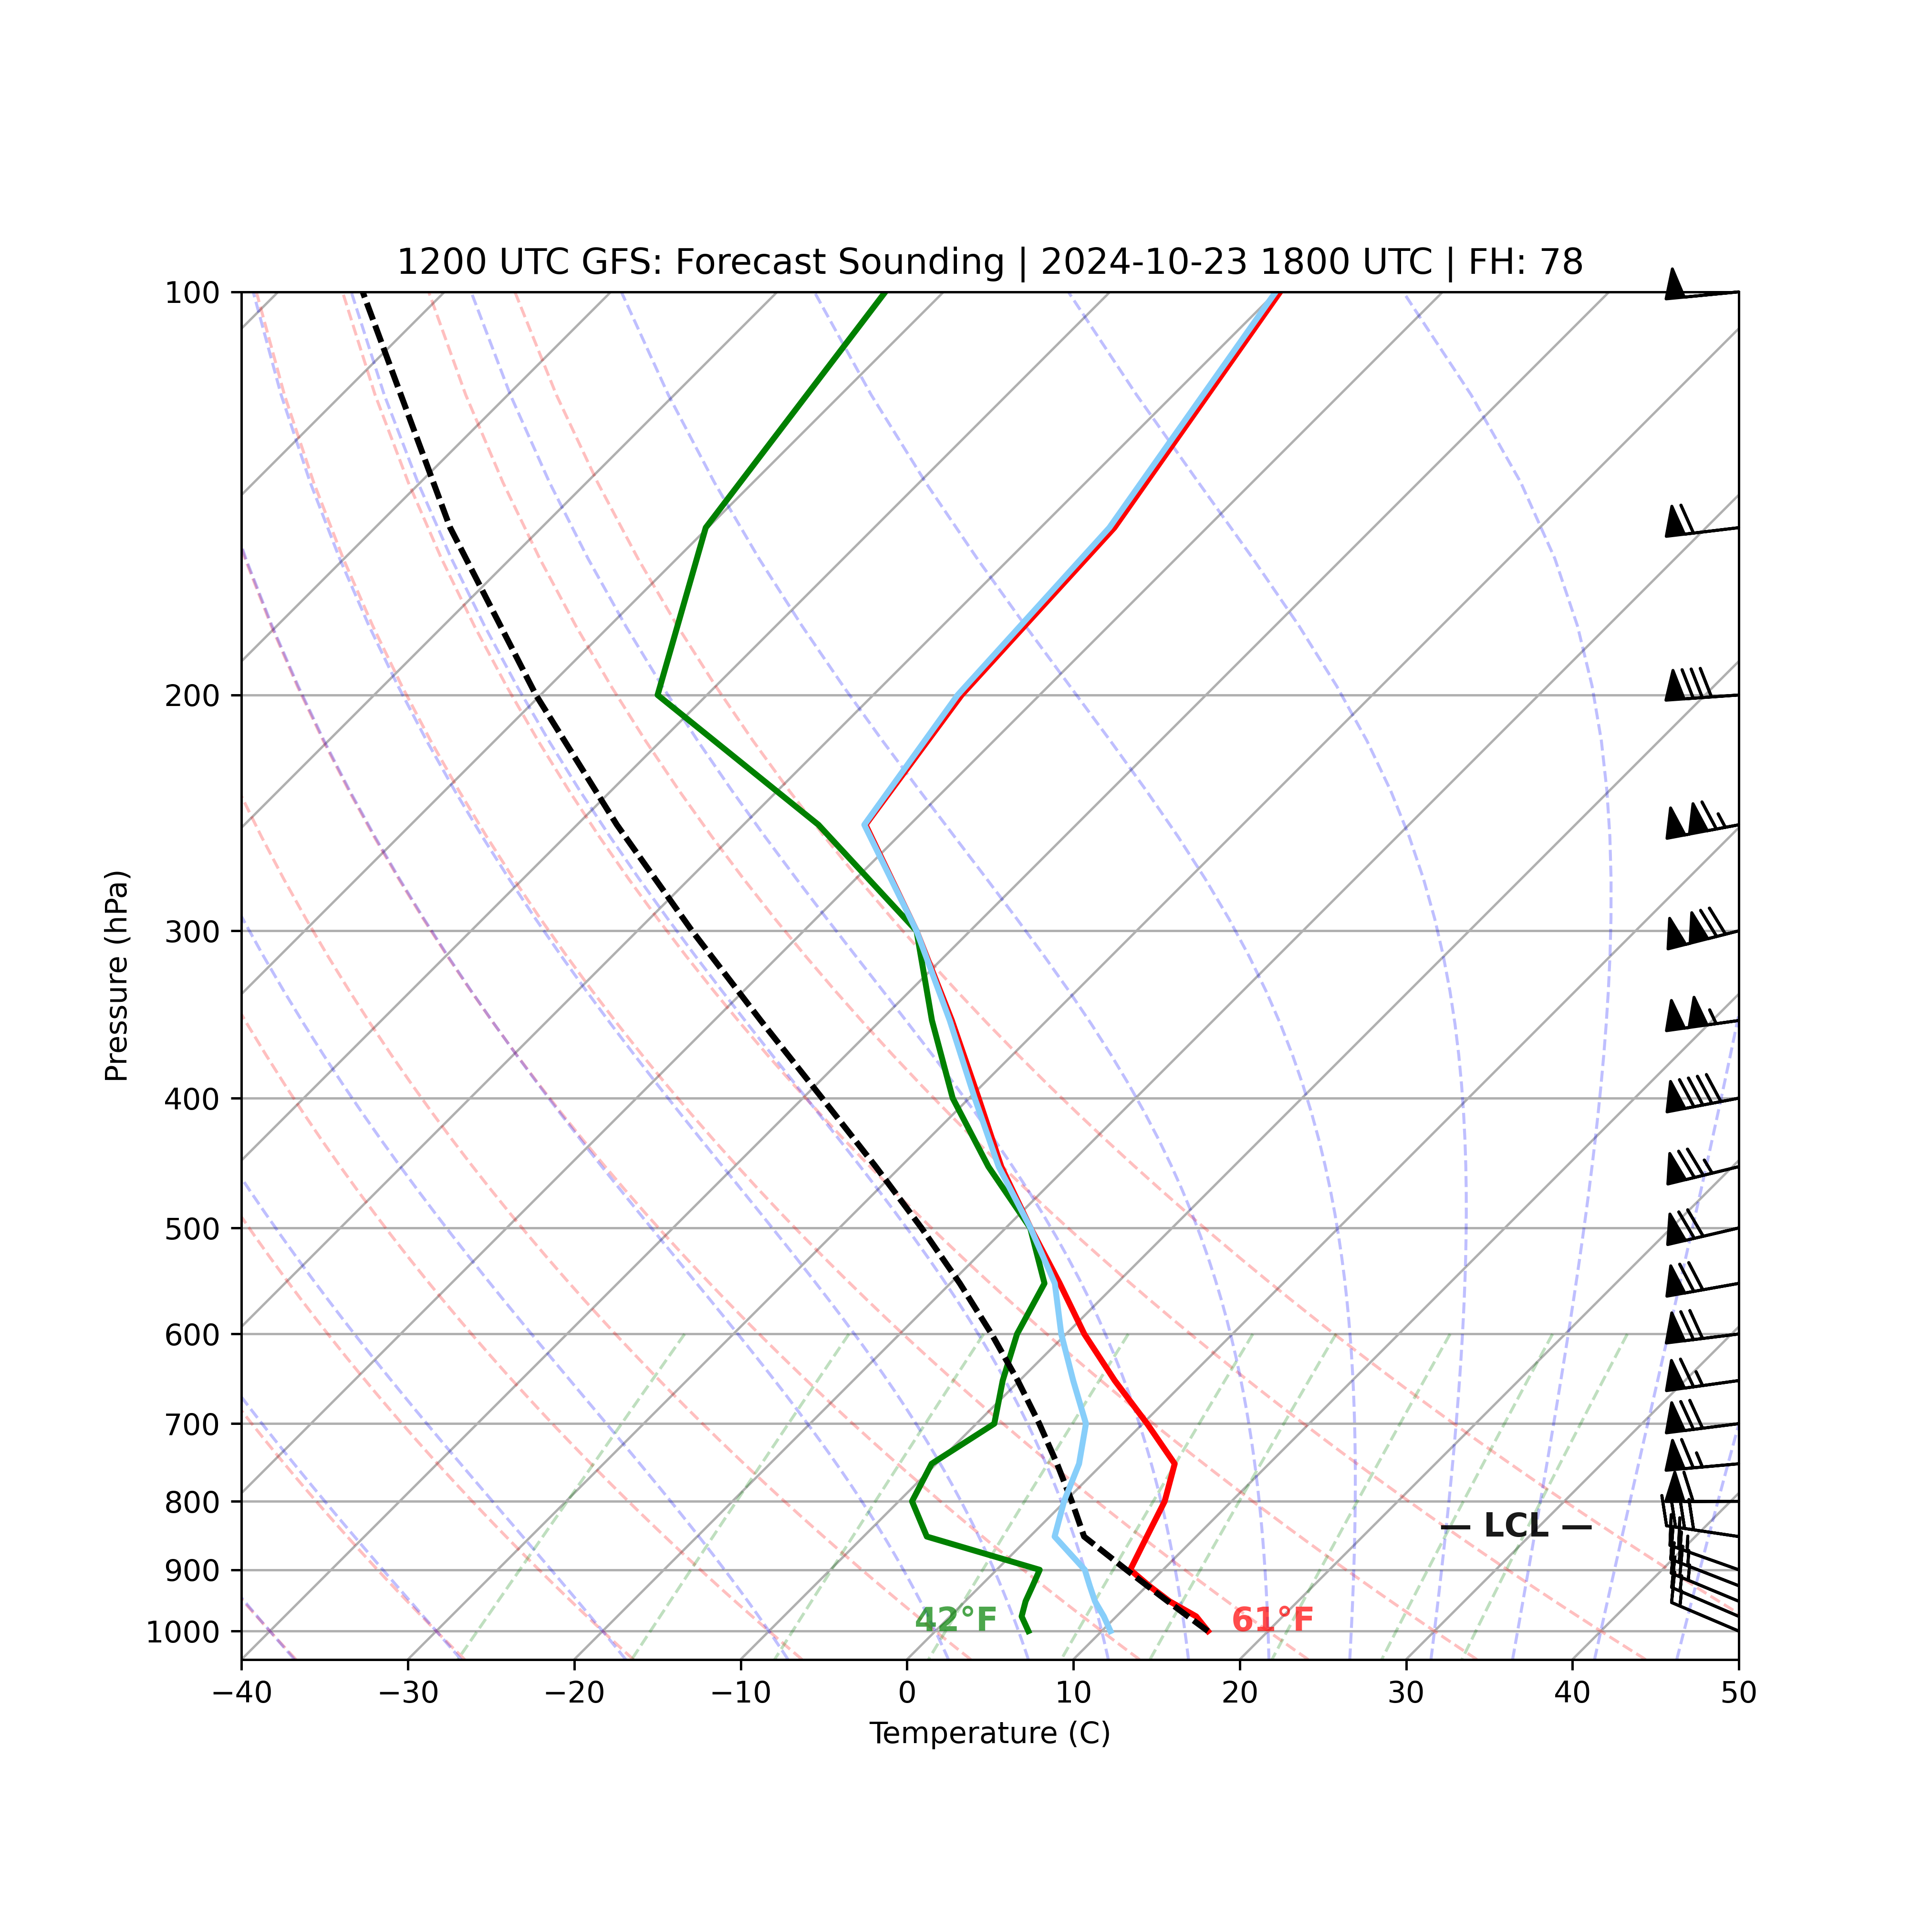 1200 UTC GFS: Forecast Sounding | 2024-10-23 1800 UTC | FH: 78
100
200
300
400
500
600
700
800
900
1000
Pressure (hPa)
— LCL —
42°F
61°F
−40 −30 −20 −10 0 10 20 30 40 50
Temperature (C)